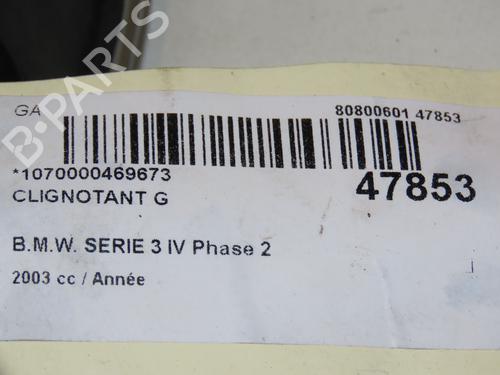 GA
80800601 47853
*1070000469673
47853
CLIGNOTANT G
B.M.W. SERIE 3 IV Phase 2
2003 cc / Année
B-PARTS